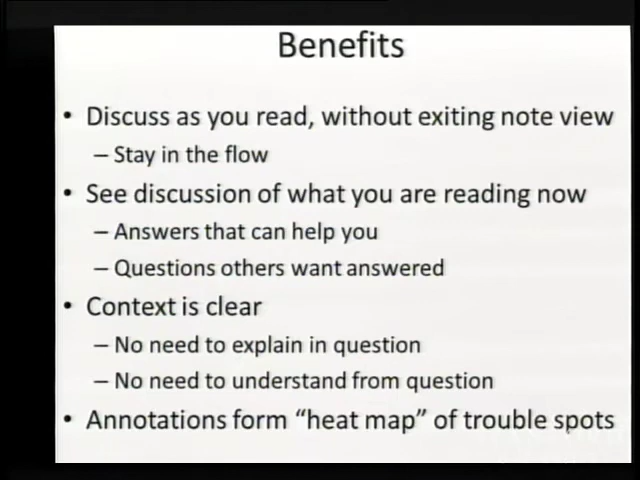 Benefits
• Discuss as you read, without exiting note view
– Stay in the flow
• See discussion of what you are reading now
– Answers that can help you
– Questions others want answered
• Context is clear
– No need to explain in question
– No need to understand from question
• Annotations form “heat map” of trouble spots